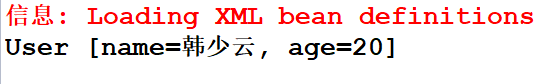 信息: Loading XML bean definitions
User [name=韩少云, age=20]